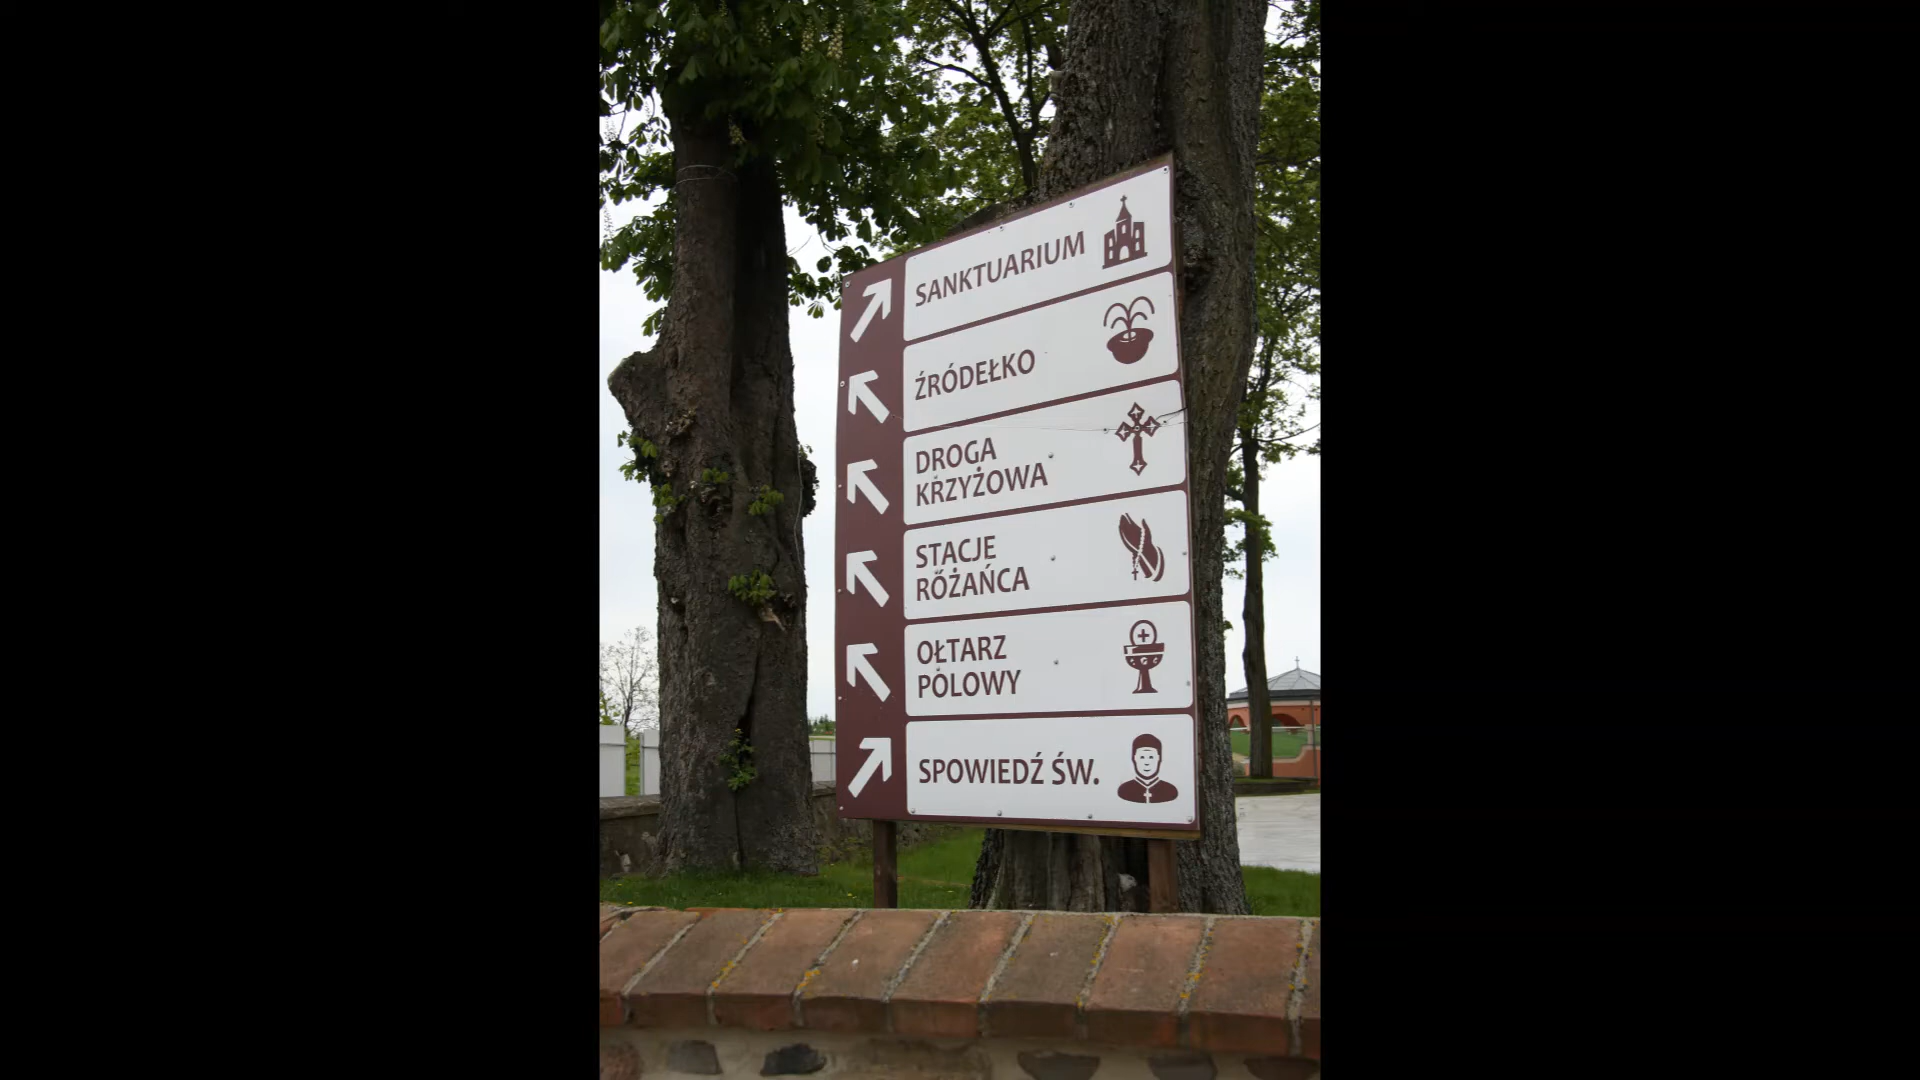 SANKTUARIUM
ŹRÓDEŁKO
DROGA
KRZYŻOWA
STACJE
RÓŻAŃCA
OŁTARZ
POLOWY
SPOWIEDŹ ŚW.